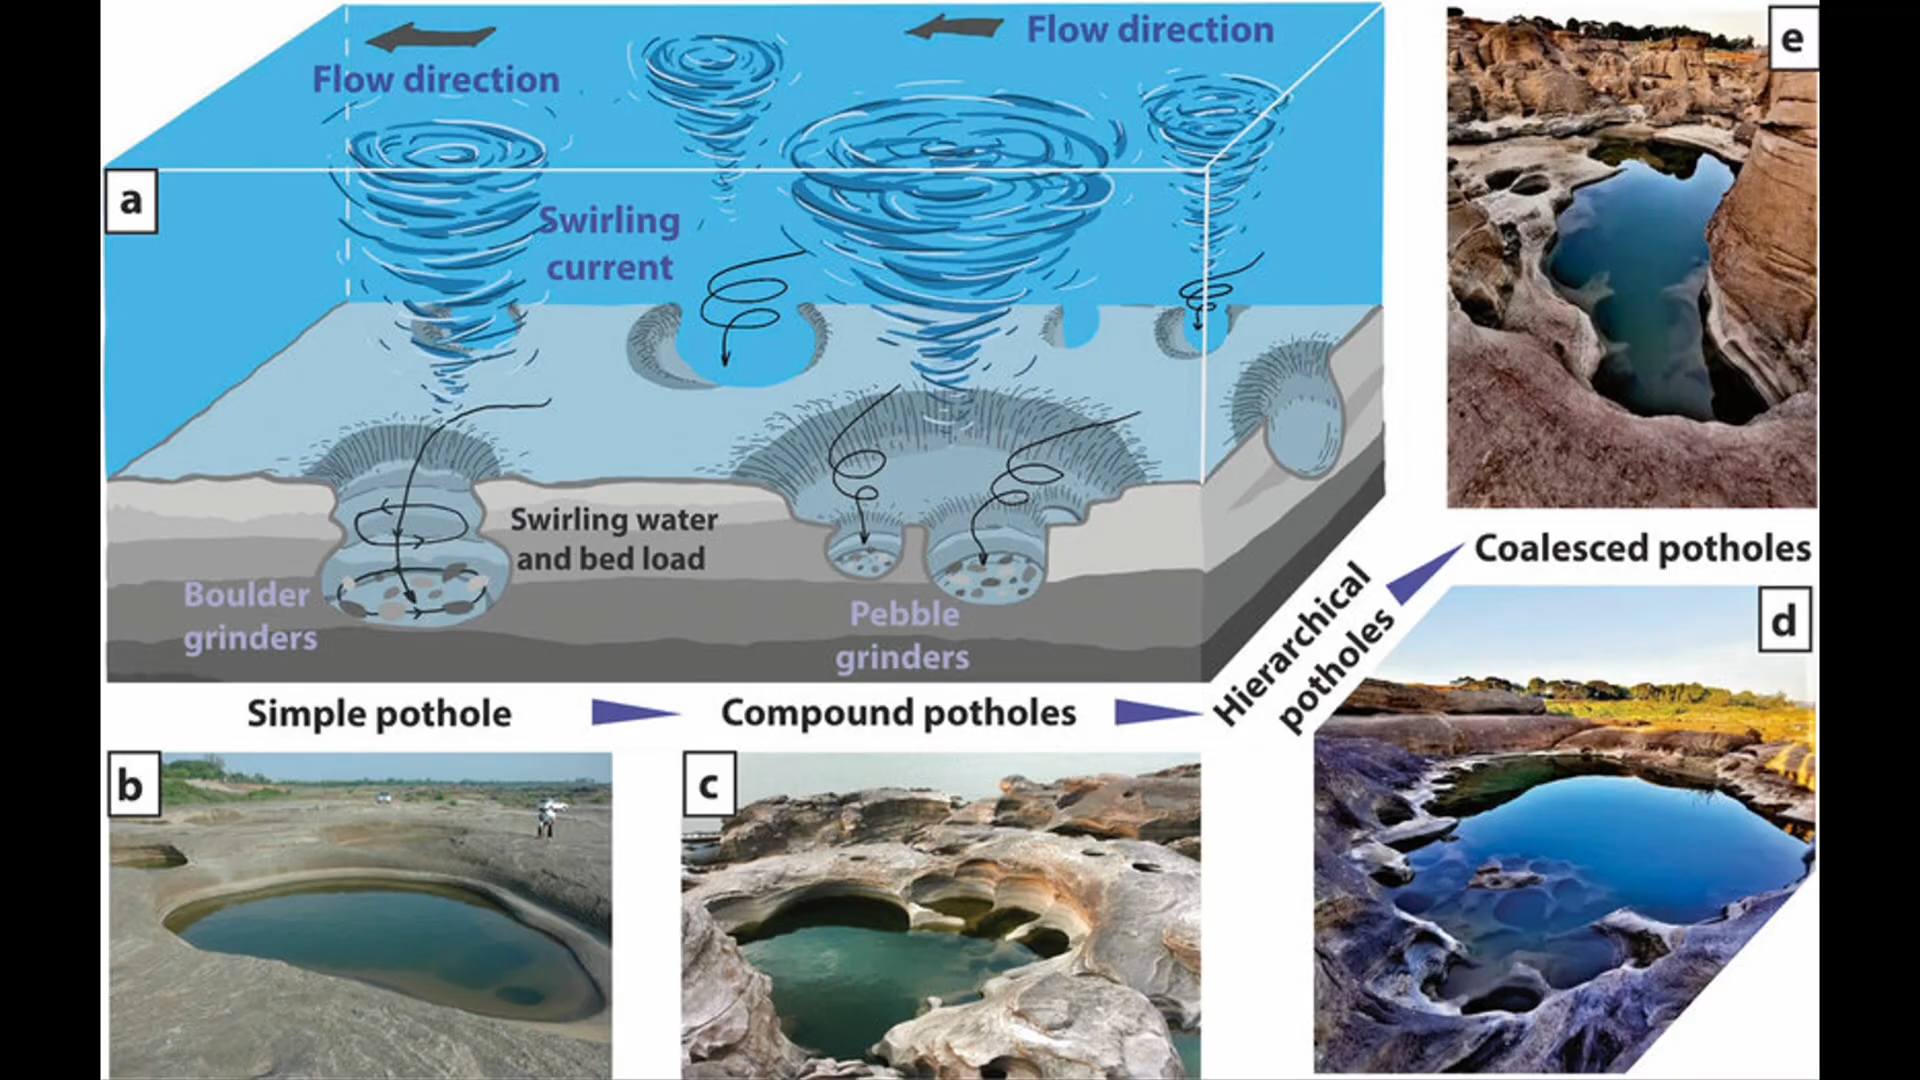 a
Flow direction
Flow direction
Swirling
current
Swirling water
and bed load
Boulder
grinders
Pebble
grinders
Simple pothole
Compound potholes
Hierarchical
potholes
Coalesced potholes
b
c
d
e